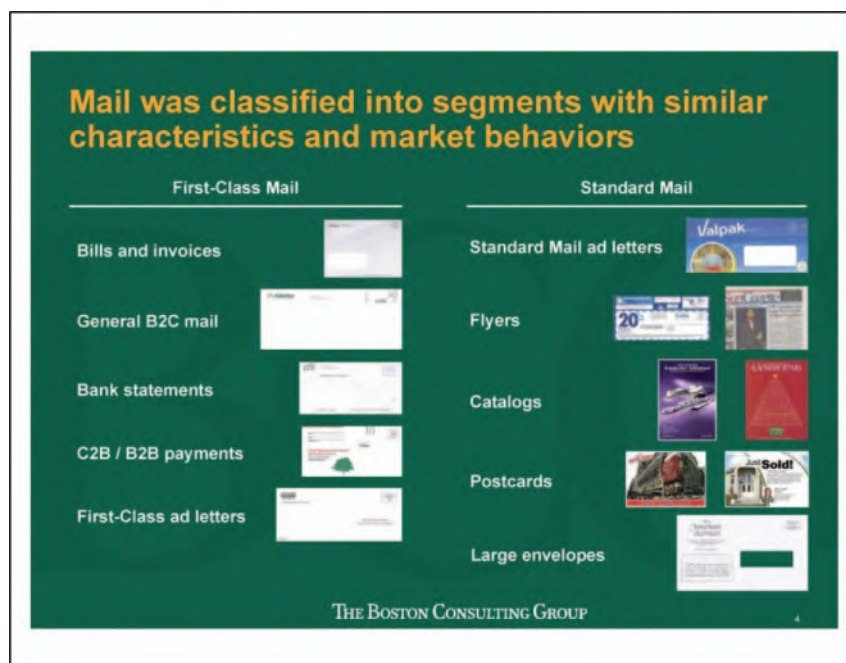 Mail was classified into segments with similar
characteristics and market behaviors
First-Class Mail
Bills and invoices
General B2C mail
Bank statements
C2B / B2B payments
First-Class ad letters
Standard Mail
Standard Mail ad letters
Valpak
Flyers
20
Catalogs
Postcards
Just
Sold!
Large envelopes
THE BOSTON CONSULTING GROUP
4